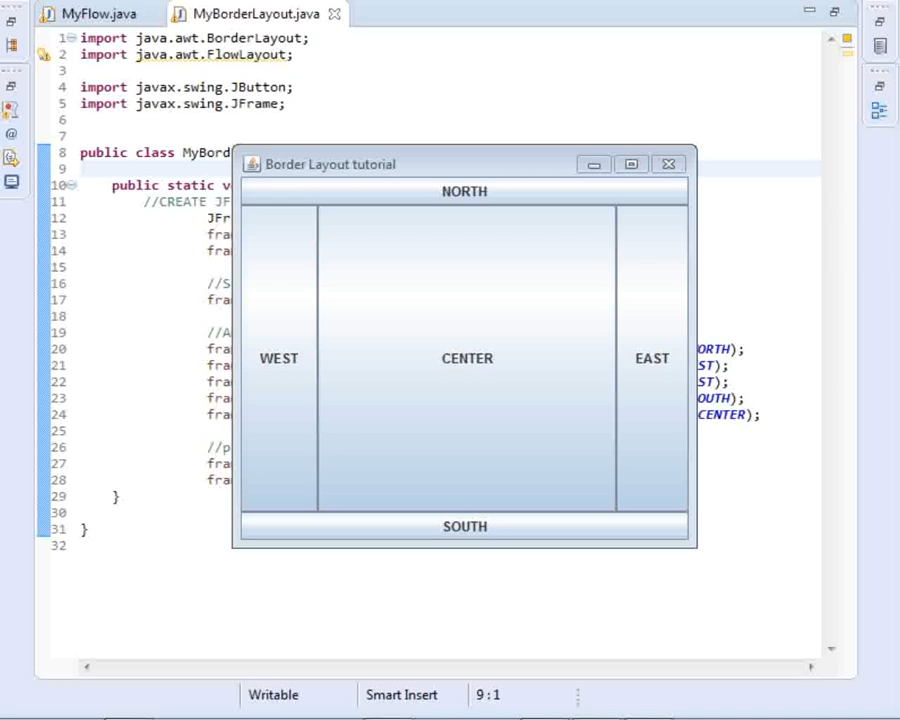 MyFlow.java
MyBorderLayout.java
1 import java.awt.BorderLayout;
2 import java.awt.FlowLayout;
3
4 import javax.swing.JButton;
5 import javax.swing.JFrame;
6
7
8 public class MyBord
9
10 public static v
11 //CREATE JF
12 JFr
13 fra
14 fra
15
16 //S
17 fra
18
19 //A
20 fra ORTH);
21 fra ST);
22 fra ST);
23 fra OUTH);
24 fra CENTER);
25
26 //p
27 fra
28 fra
29 }
30
31 }
32
Border Layout tutorial
NORTH
WEST
CENTER
EAST
SOUTH
Writable
Smart Insert
9 : 1